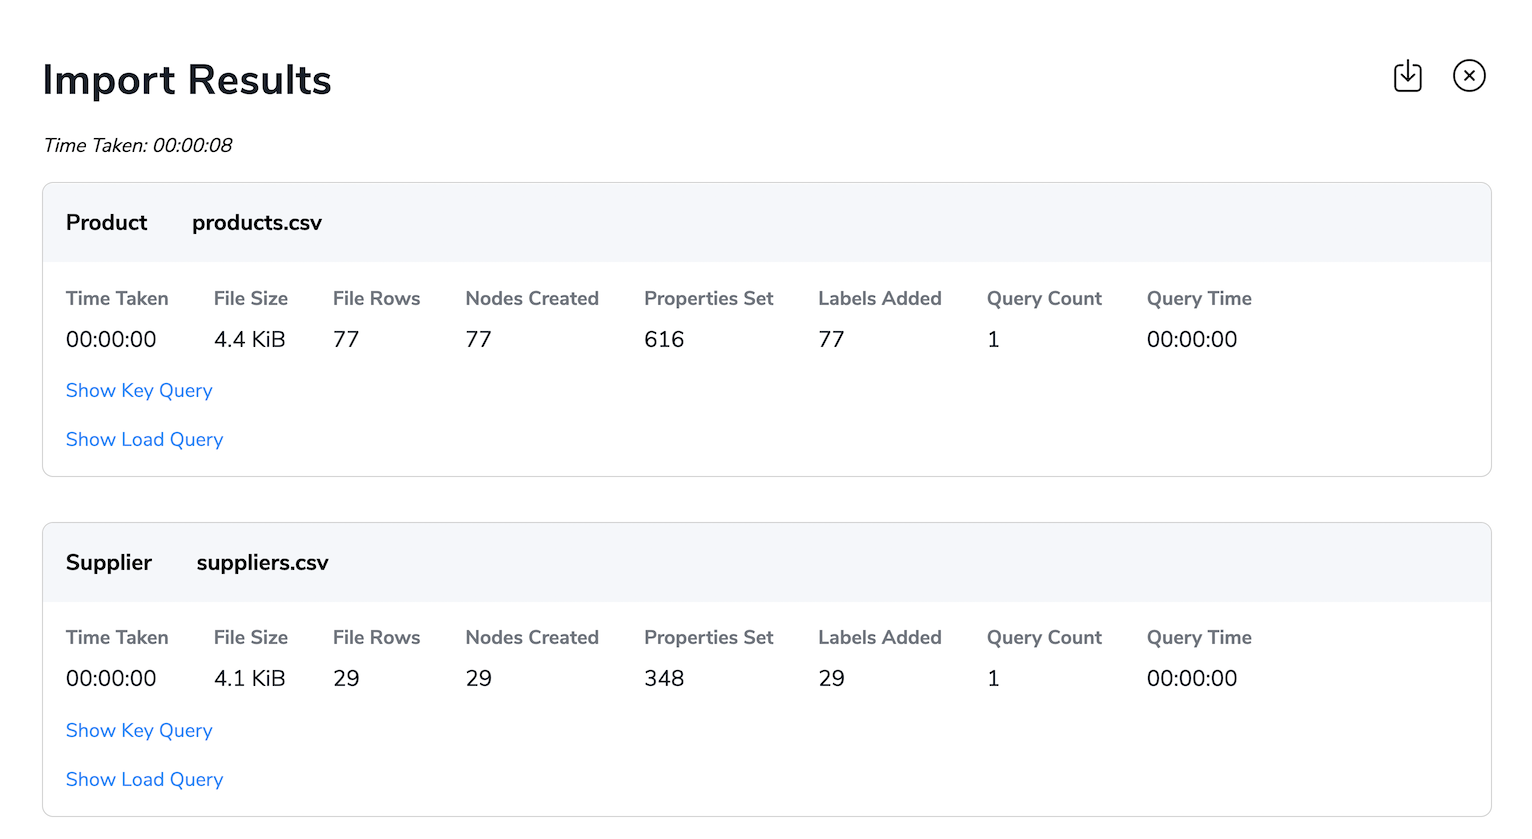 Import Results
Time Taken: 00:00:08
Product products.csv
Time Taken File Size File Rows Nodes Created Properties Set Labels Added Query Count Query Time
00:00:00 4.4 KiB 77 77 616 77 1 00:00:00
Show Key Query
Show Load Query
Supplier suppliers.csv
Time Taken File Size File Rows Nodes Created Properties Set Labels Added Query Count Query Time
00:00:00 4.1 KiB 29 29 348 29 1 00:00:00
Show Key Query
Show Load Query